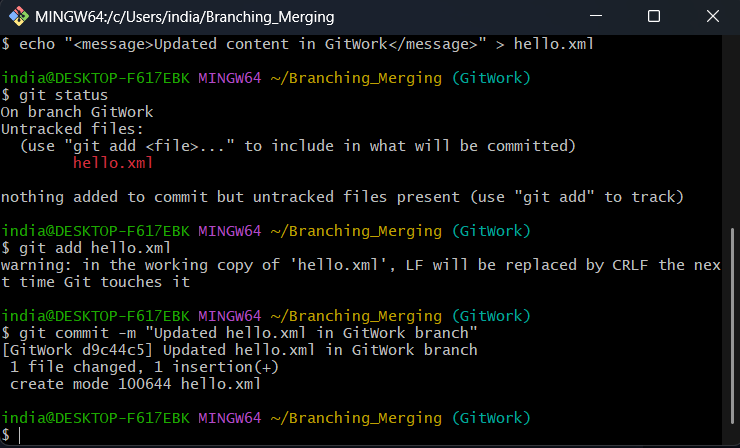 MINGW64:/c/Users/india/Branching_Merging
$ echo "<message>Updated content in GitWork</message>" > hello.xml
india@DESKTOP-F617EBK MINGW64 ~/Branching_Merging (GitWork)
$ git status
On branch GitWork
Untracked files:
  (use "git add <file>..." to include in what will be committed)
        hello.xml
nothing added to commit but untracked files present (use "git add" to track)
india@DESKTOP-F617EBK MINGW64 ~/Branching_Merging (GitWork)
$ git add hello.xml
warning: in the working copy of 'hello.xml', LF will be replaced by CRLF the nex
t time Git touches it
india@DESKTOP-F617EBK MINGW64 ~/Branching_Merging (GitWork)
$ git commit -m "Updated hello.xml in GitWork branch"
[GitWork d9c44c5] Updated hello.xml in GitWork branch
 1 file changed, 1 insertion(+)
 create mode 100644 hello.xml
india@DESKTOP-F617EBK MINGW64 ~/Branching_Merging (GitWork)
$